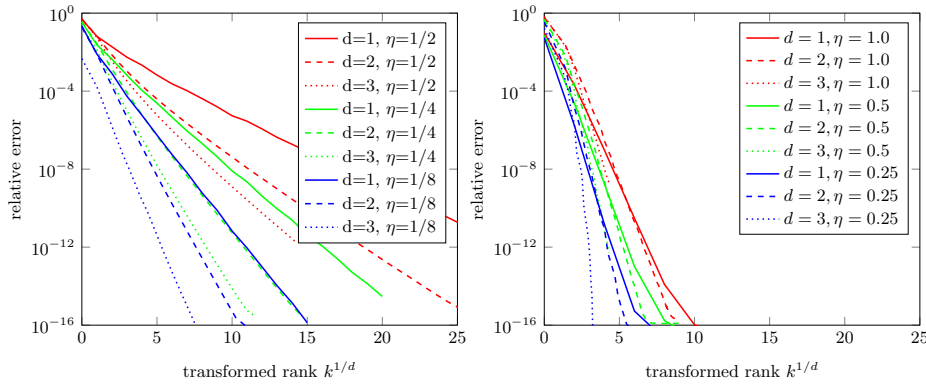 10^0
10^{-4}
10^{-8}
10^{-12}
10^{-16}
0
5
10
15
20
25
relative error
transformed rank k^{1/d}
d=1, η=1/2
d=2, η=1/2
d=3, η=1/2
d=1, η=1/4
d=2, η=1/4
d=3, η=1/4
d=1, η=1/8
d=2, η=1/8
d=3, η=1/8
10^0
10^{-4}
10^{-8}
10^{-12}
10^{-16}
0
5
10
15
20
25
relative error
transformed rank k^{1/d}
d = 1, η = 1.0
d = 2, η = 1.0
d = 3, η = 1.0
d = 1, η = 0.5
d = 2, η = 0.5
d = 3, η = 0.5
d = 1, η = 0.25
d = 2, η = 0.25
d = 3, η = 0.25